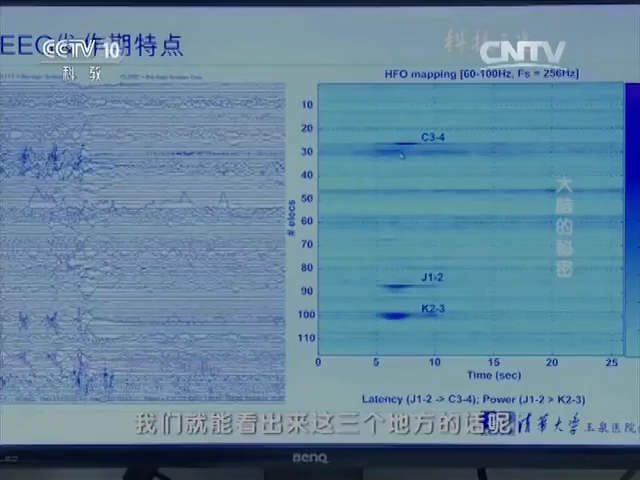 EEG发作期特点
CCTV 10
科教
CNTV
HFO mapping [60-100Hz, Fs = 256Hz]
10
20
30
40
50
60
70
80
90
100
110
# elecs
C3-4
J1-2
K2-3
大脑的秘密
0
5
10
15
20
25
Time (sec)
Latency (J1-2 -> C3-4); Power (J1-2 > K2-3)
我们就能看出来这三个地方的话呢
清华大学玉泉医院
BenQ